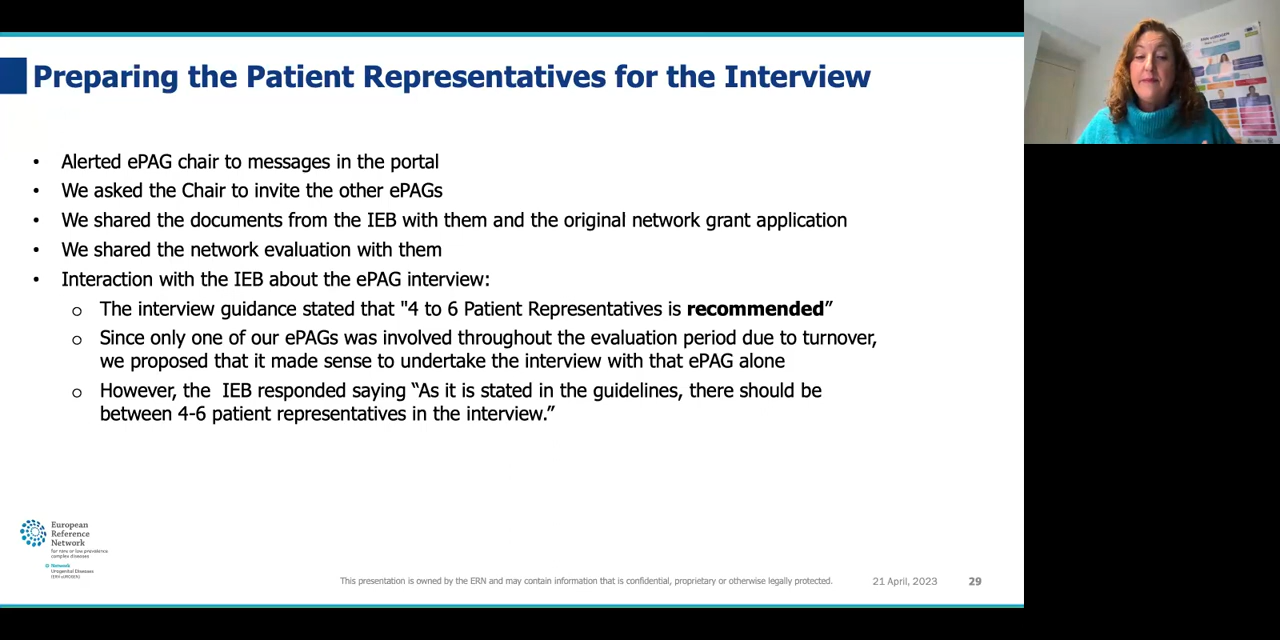 Preparing the Patient Representatives for the Interview
• Alerted ePAG chair to messages in the portal
• We asked the Chair to invite the other ePAGs
• We shared the documents from the IEB with them and the original network grant application
• We shared the network evaluation with them
• Interaction with the IEB about the ePAG interview:
o The interview guidance stated that "4 to 6 Patient Representatives is recommended”
o Since only one of our ePAGs was involved throughout the evaluation period due to turnover,
we proposed that it made sense to undertake the interview with that ePAG alone
o However, the IEB responded saying “As it is stated in the guidelines, there should be
between 4-6 patient representatives in the interview.”
European
Reference
Network
for rare or low prevalence
complex diseases
Network
Urogenital Diseases
(ERN eUROGEN)
This presentation is owned by the ERN and may contain information that is confidential, proprietary or otherwise legally protected.
21 April, 2023
29